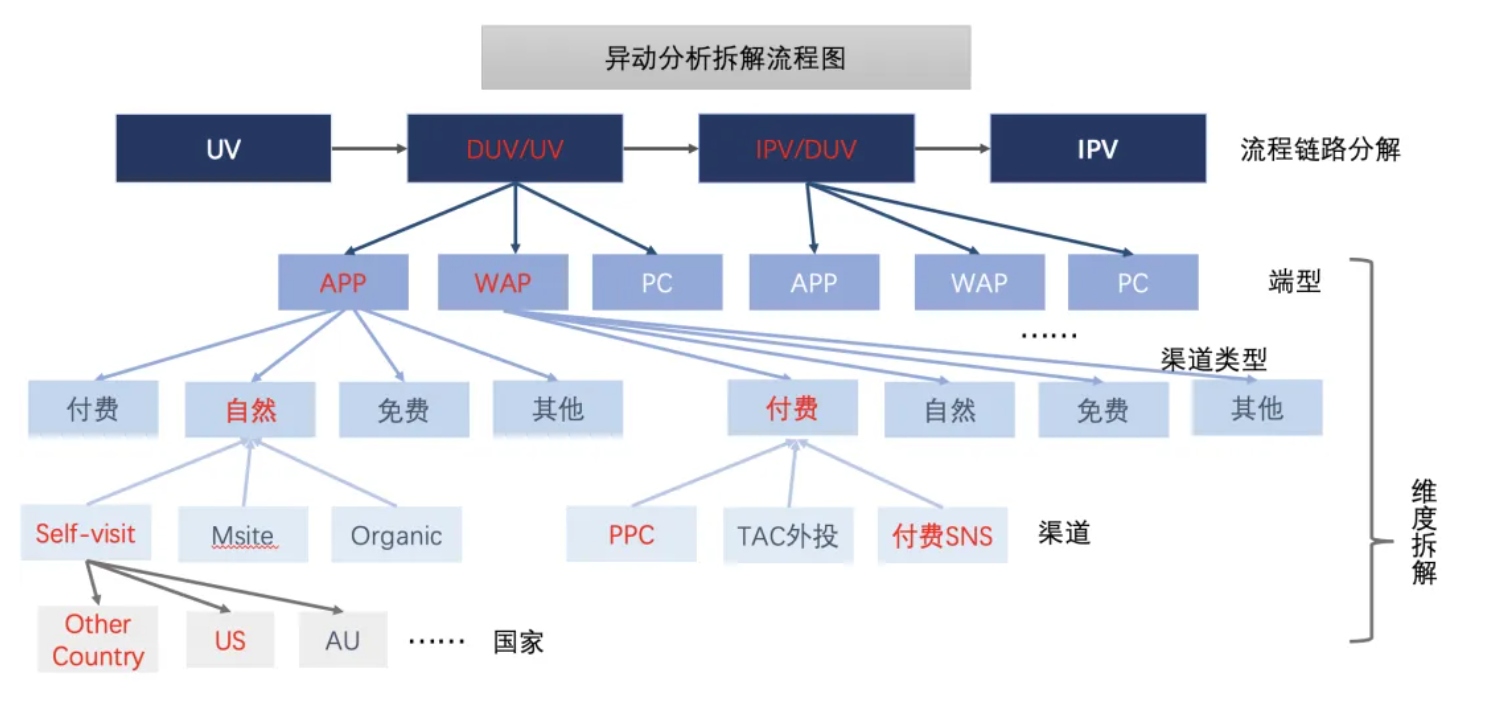 异动分析拆解流程图
UV
DUV/UV
IPV/DUV
IPV
流程链路分解
APP
WAP
PC
APP
WAP
PC
端型
……
渠道类型
付费
自然
免费
其他
付费
自然
免费
其他
Self-visit
Msite
Organic
PPC
TAC外投
付费SNS
渠道
维度拆解
Other
Country
US
AU
……
国家